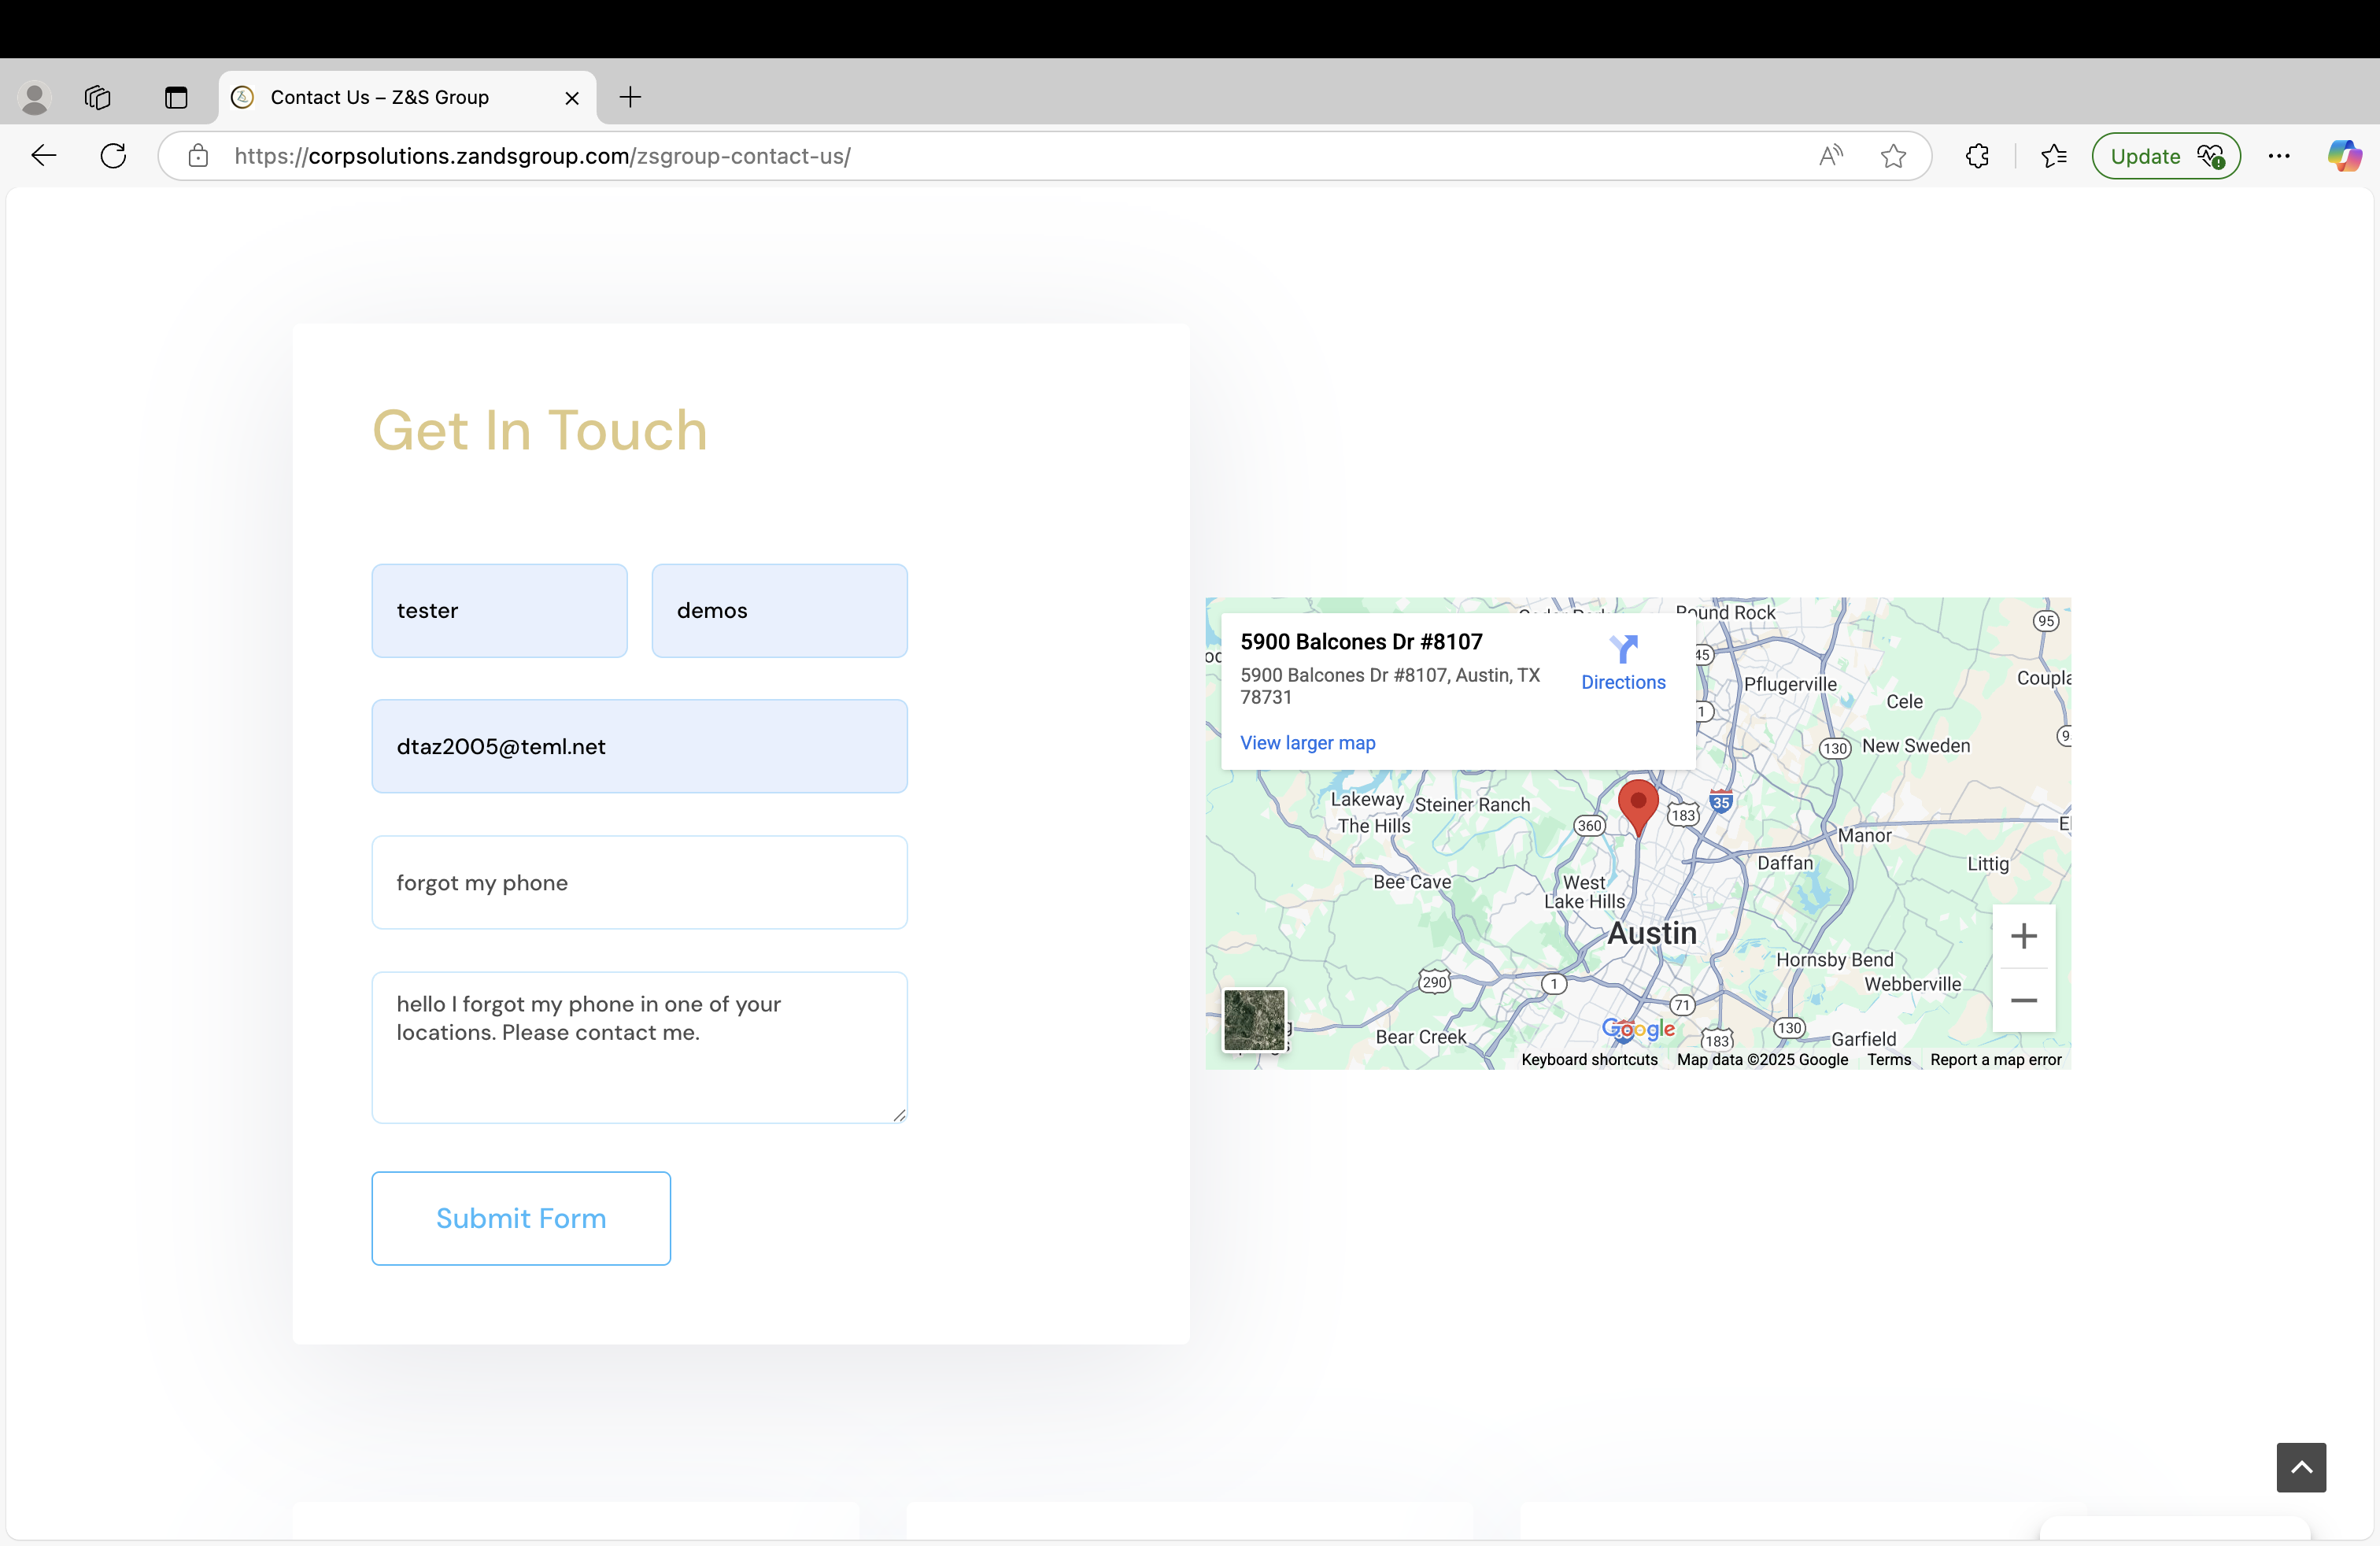 Contact Us – Z&S Group
https://corpsolutions.zandsgroup.com/zsgroup-contact-us/
Update
Get In Touch
tester
demos
dtaz2005@teml.net
forgot my phone
hello I forgot my phone in one of your
locations. Please contact me.
Submit Form
5900 Balcones Dr #8107
5900 Balcones Dr #8107, Austin, TX
78731
Directions
View larger map
Round Rock
95
45
Pflugerville
Coupla
Cele
1
130
New Sweden
Lakeway
Steiner Ranch
The Hills
360
183
35
Manor
Daffan
Littig
Bee Cave
West
Lake Hills
Austin
Hornsby Bend
Webberville
290
1
71
Bear Creek
Google
183
130
Garfield
Keyboard shortcuts
Map data ©2025 Google
Terms
Report a map error